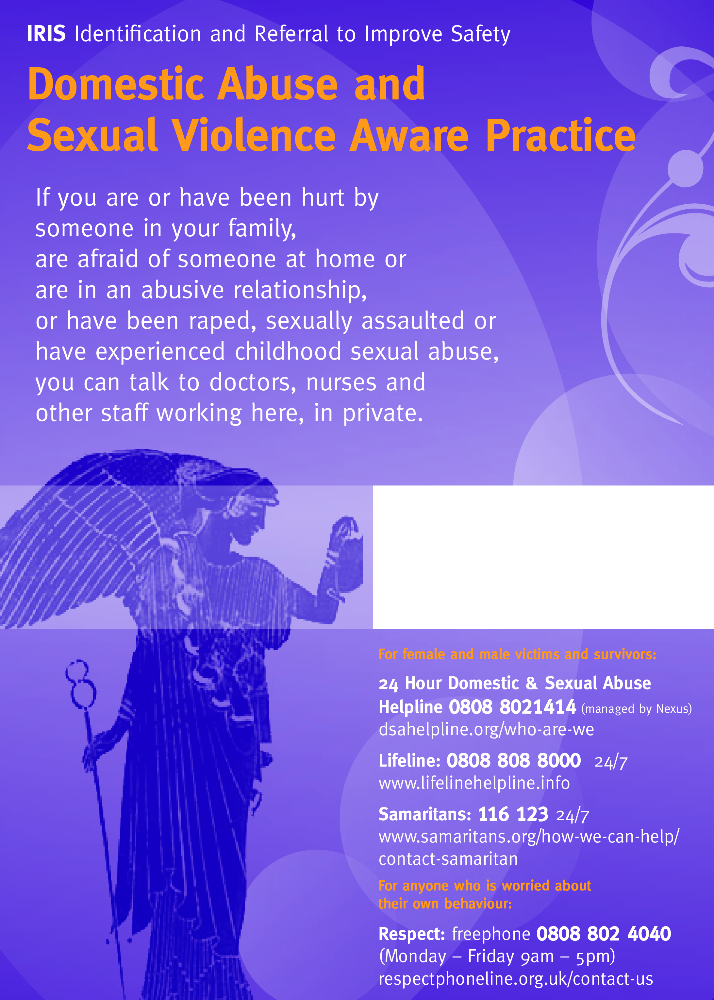 IRIS Identification and Referral to Improve Safety
Domestic Abuse and
Sexual Violence Aware Practice
If you are or have been hurt by
someone in your family,
are afraid of someone at home or
are in an abusive relationship,
or have been raped, sexually assaulted or
have experienced childhood sexual abuse,
you can talk to doctors, nurses and
other staff working here, in private.
For female and male victims and survivors:
24 Hour Domestic & Sexual Abuse
Helpline 0808 8021414 (managed by Nexus)
dsahelpline.org/who-are-we
Lifeline: 0808 808 8000 24/7
www.lifelinehelpline.info
Samaritans: 116 123 24/7
www.samaritans.org/how-we-can-help/
contact-samaritan
For anyone who is worried about
their own behaviour:
Respect: freephone 0808 802 4040
(Monday – Friday 9am – 5pm)
respectphoneline.org.uk/contact-us